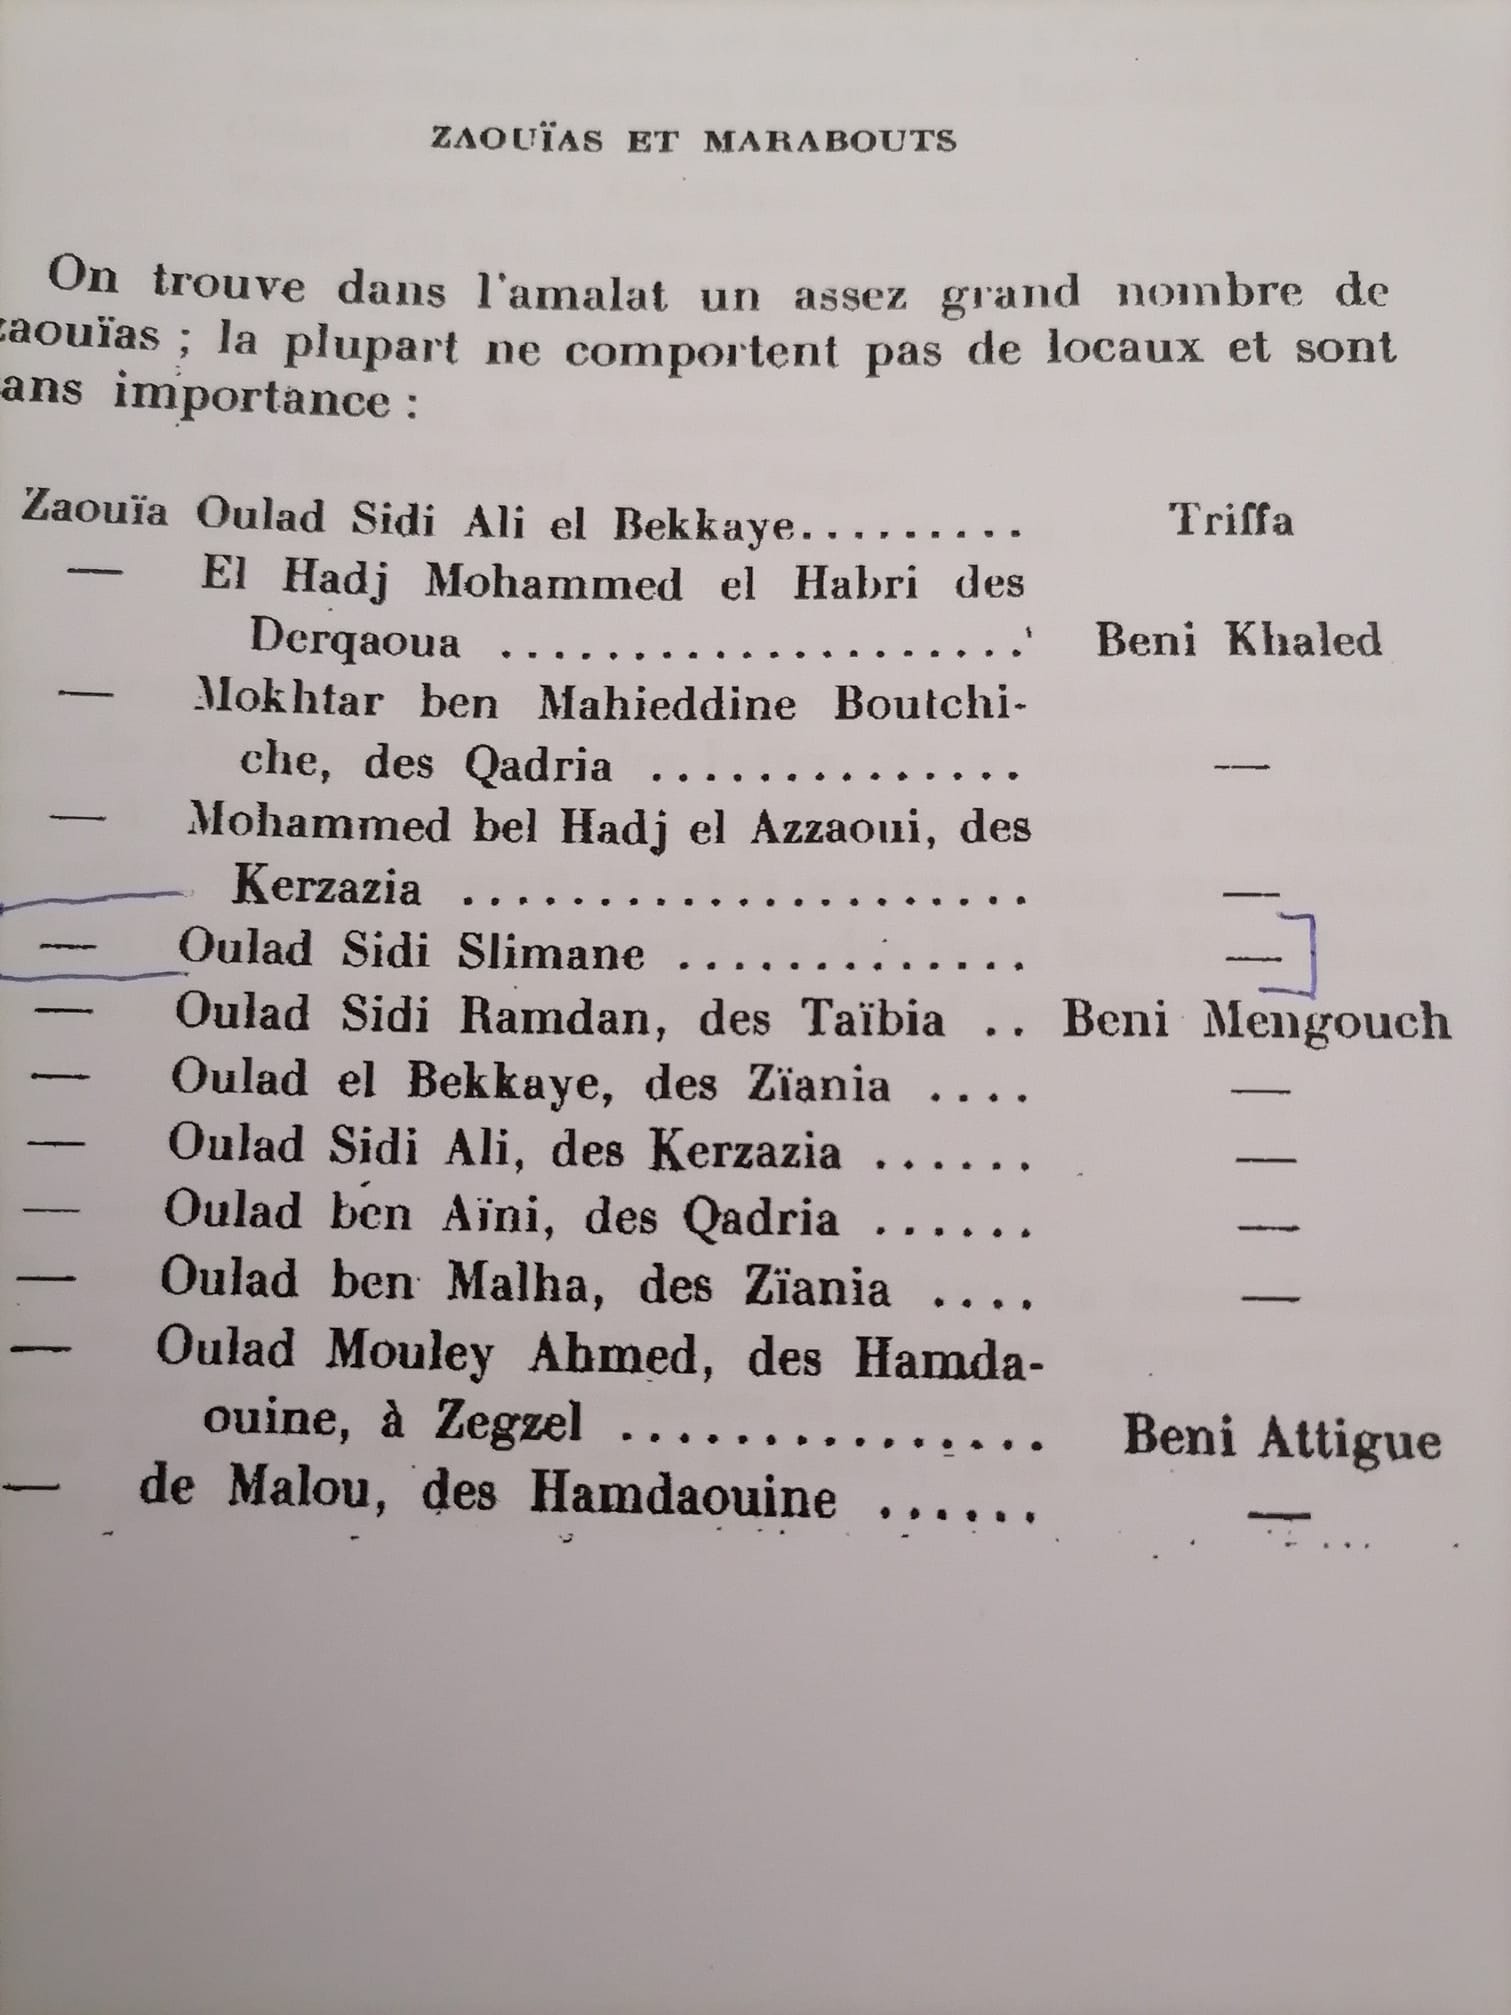 ZAOUÏAS ET MARABOUTS
On trouve dans l'amalat un assez grand nombre de
aouïas ; la plupart ne comportent pas de locaux et sont
ans importance :
Zaouïa Oulad Sidi Ali el Bekkaye......... Triffa
— El Hadj Mohammed el Habri des
Derqaoua .................... Beni Khaled
— Mokhtar ben Mahieddine Boutchi-
che, des Qadria .............. —
— Mohammed bel Hadj el Azzaoui, des
Kerzazia ..................... —
— Oulad Sidi Slimane ............. —
— Oulad Sidi Ramdan, des Taïbia .. Beni Mengouch
— Oulad el Bekkaye, des Zïania .... —
— Oulad Sidi Ali, des Kerzazia ...... —
— Oulad ben Aïni, des Qadria ...... —
— Oulad ben Malha, des Zïania .... —
— Oulad Mouley Ahmed, des Hamda-
ouine, à Zegzel ............... Beni Attigue
— de Malou, des Hamdaouine ...... —